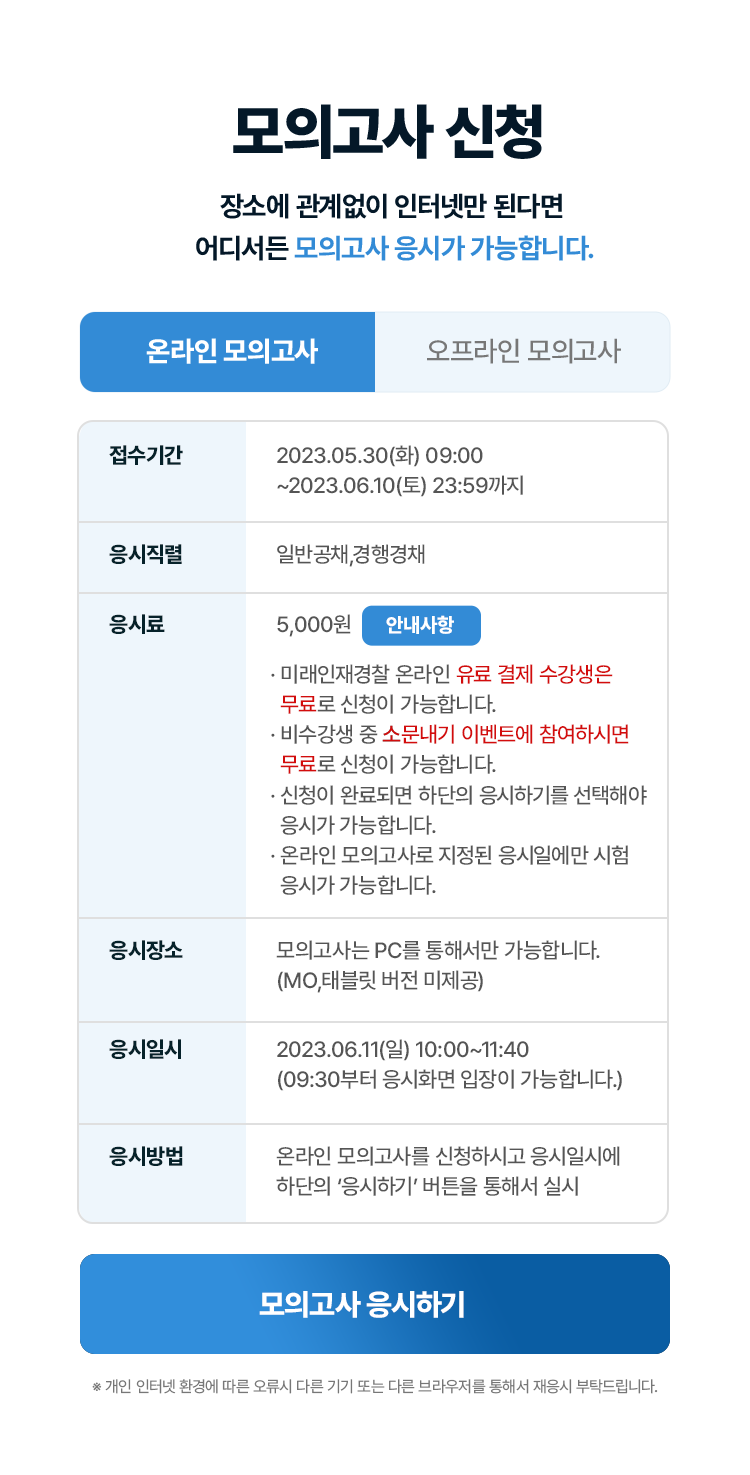 모의고사 신청
장소에 관계없이 인터넷만 된다면
어디서든 모의고사 응시가 가능합니다.
온라인 모의고사
오프라인 모의고사
접수기간
2023.05.30(화) 09:00
~2023.06.10(토) 23:59까지
응시직렬
일반공채,경행경채
응시료
5,000원 안내사항
· 미래인재경찰 온라인 유료 결제 수강생은
무료로 신청이 가능합니다.
· 비수강생 중 소문내기 이벤트에 참여하시면
무료로 신청이 가능합니다.
· 신청이 완료되면 하단의 응시하기를 선택해야
응시가 가능합니다.
· 온라인 모의고사로 지정된 응시일에만 시험
응시가 가능합니다.
응시장소
모의고사는 PC를 통해서만 가능합니다.
(MO,태블릿 버전 미제공)
응시일시
2023.06.11(일) 10:00~11:40
(09:30부터 응시화면 입장이 가능합니다.)
응시방법
온라인 모의고사를 신청하시고 응시일시에
하단의 ‘응시하기’ 버튼을 통해서 실시
모의고사 응시하기
※ 개인 인터넷 환경에 따른 오류시 다른 기기 또는 다른 브라우저를 통해서 재응시 부탁드립니다.